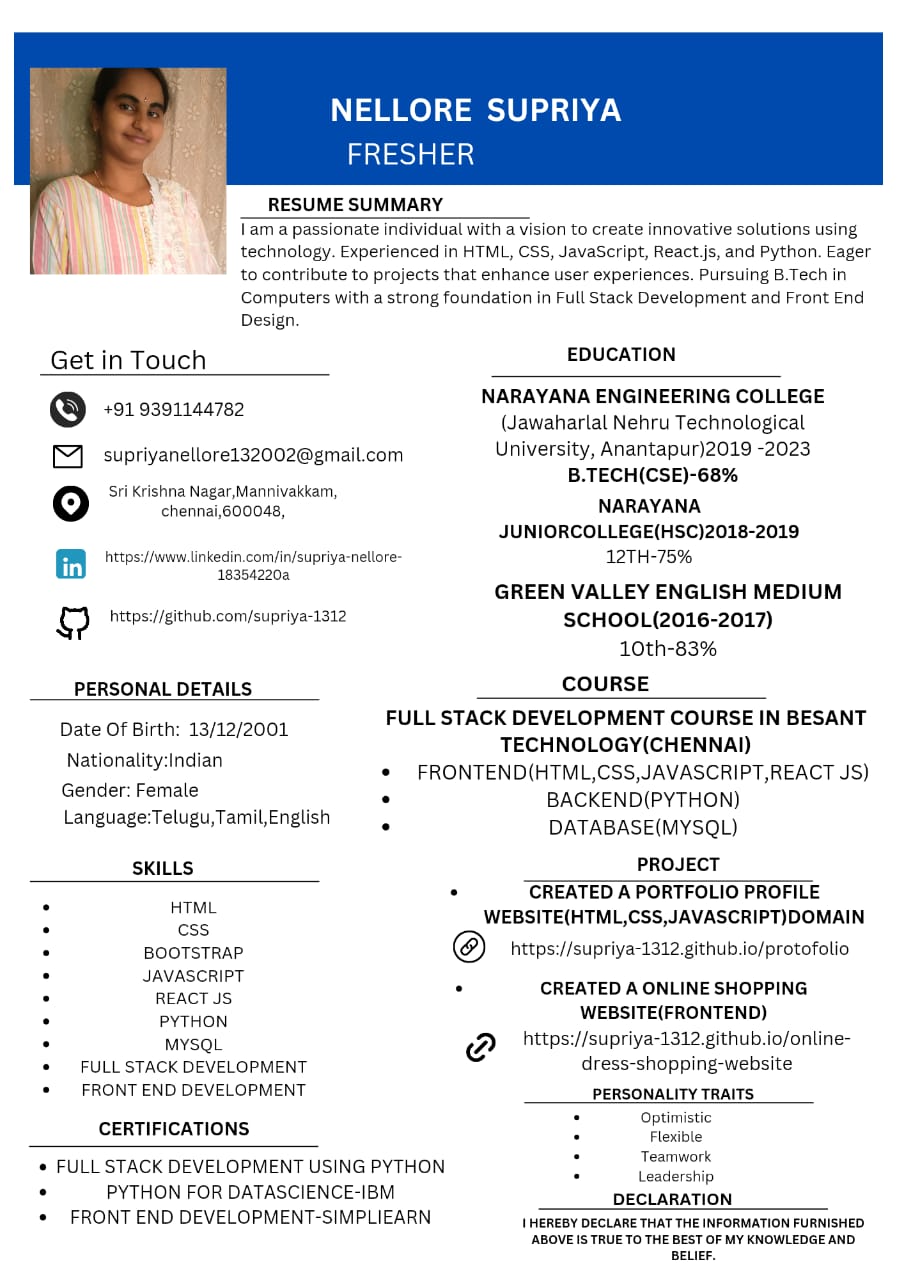 NELLORE SUPRIYA
FRESHER
RESUME SUMMARY
I am a passionate individual with a vision to create innovative solutions using
technology. Experienced in HTML, CSS, JavaScript, React.js, and Python. Eager
to contribute to projects that enhance user experiences. Pursuing B.Tech in
Computers with a strong foundation in Full Stack Development and Front End
Design.
Get in Touch
+91 9391144782
supriyanellore132002@gmail.com
Sri Krishna Nagar,Mannivakkam,
chennai,600048,
in
https://www.linkedin.com/in/supriya-nellore-
18354220a
https://github.com/supriya-1312
PERSONAL DETAILS
Date Of Birth: 13/12/2001
Nationality:Indian
Gender: Female
Language:Telugu,Tamil,English
SKILLS
• HTML
• CSS
• BOOTSTRAP
• JAVASCRIPT
• REACT JS
• PYTHON
• MYSQL
• FULL STACK DEVELOPMENT
• FRONT END DEVELOPMENT
CERTIFICATIONS
• FULL STACK DEVELOPMENT USING PYTHON
• PYTHON FOR DATASCIENCE-IBM
• FRONT END DEVELOPMENT-SIMPLIEARN
EDUCATION
NARAYANA ENGINEERING COLLEGE
(Jawaharlal Nehru Technological
University, Anantapur)2019 -2023
B.TECH(CSE)-68%
NARAYANA
JUNIORCOLLEGE(HSC)2018-2019
12TH-75%
GREEN VALLEY ENGLISH MEDIUM
SCHOOL(2016-2017)
10th-83%
COURSE
FULL STACK DEVELOPMENT COURSE IN BESANT
TECHNOLOGY(CHENNAI)
• FRONTEND(HTML,CSS,JAVASCRIPT,REACT JS)
• BACKEND(PYTHON)
• DATABASE(MYSQL)
PROJECT
• CREATED A PORTFOLIO PROFILE
WEBSITE(HTML,CSS,JAVASCRIPT)DOMAIN
https://supriya-1312.github.io/protofolio
• CREATED A ONLINE SHOPPING
WEBSITE(FRONTEND)
https://supriya-1312.github.io/online-
dress-shopping-website
PERSONALITY TRAITS
• Optimistic
• Flexible
• Teamwork
• Leadership
DECLARATION
I HEREBY DECLARE THAT THE INFORMATION FURNISHED
ABOVE IS TRUE TO THE BEST OF MY KNOWLEDGE AND
BELIEF.